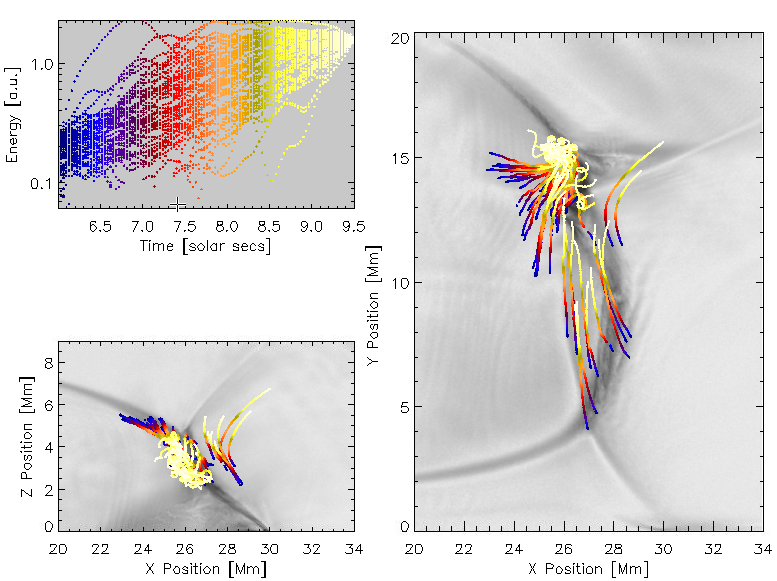 1.0
0.1
Energy [a.u.]
6.5 7.0 7.5 8.0 8.5 9.0 9.5
Time [solar secs]
8
6
4
2
0
Z Position [Mm]
20 22 24 26 28 30 32 34
X Position [Mm]
20
15
10
5
0
Y Position [Mm]
20 22 24 26 28 30 32 34
X Position [Mm]